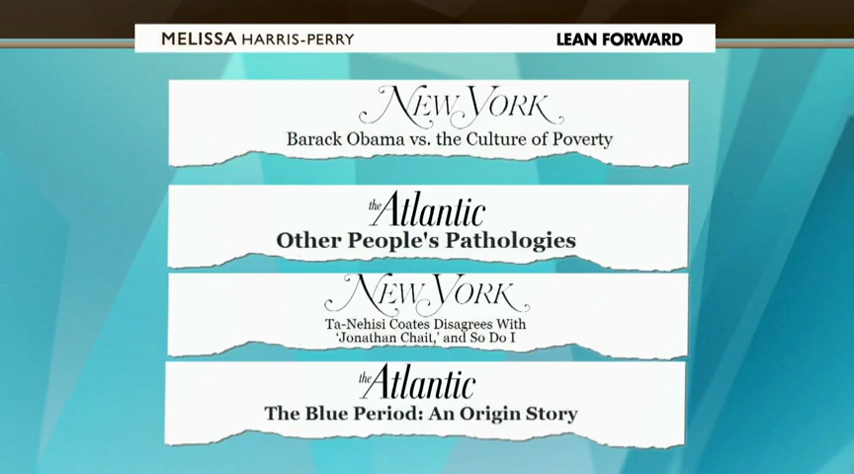 MELISSA HARRIS-PERRY LEAN FORWARD
NEW YORK
Barack Obama vs. the Culture of Poverty
the Atlantic
Other People's Pathologies
NEW YORK
Ta-Nehisi Coates Disagrees With
‘Jonathan Chait,’ and So Do I
the Atlantic
The Blue Period: An Origin Story